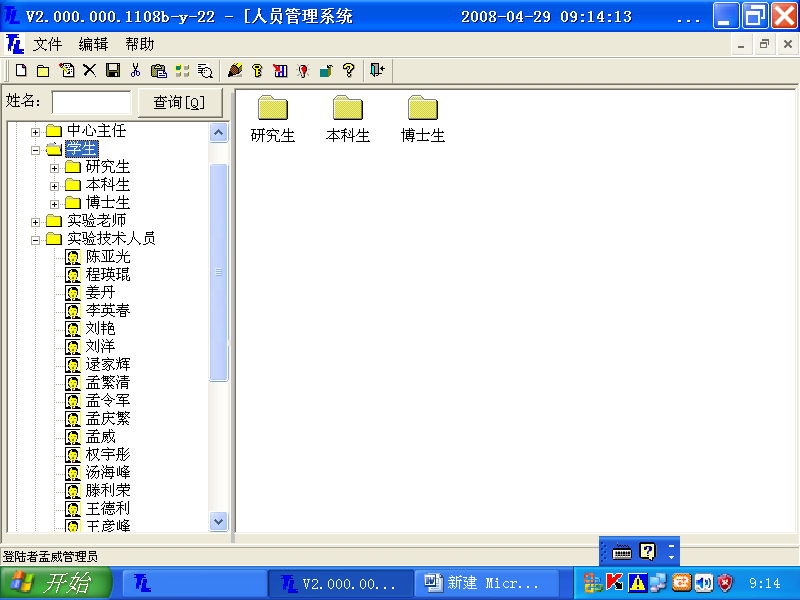 V2.000.000.1108b-y-22 - [人员管理系统 2008-04-29 09:14:13 ...
文件 编辑 帮助
姓名: 查询[Q]
中心主任
学生
研究生
本科生
博士生
实验老师
实验技术人员
陈亚光
程瑛琨
姜丹
李英春
刘艳
刘洋
逯家辉
孟繁清
孟令军
孟庆繁
孟威
权宇彤
汤海峰
滕利荣
王德利
王彦峰
研究生 本科生 博士生
登陆者孟威管理员
开始 V2.000.00... 新建 Micr... 9:14